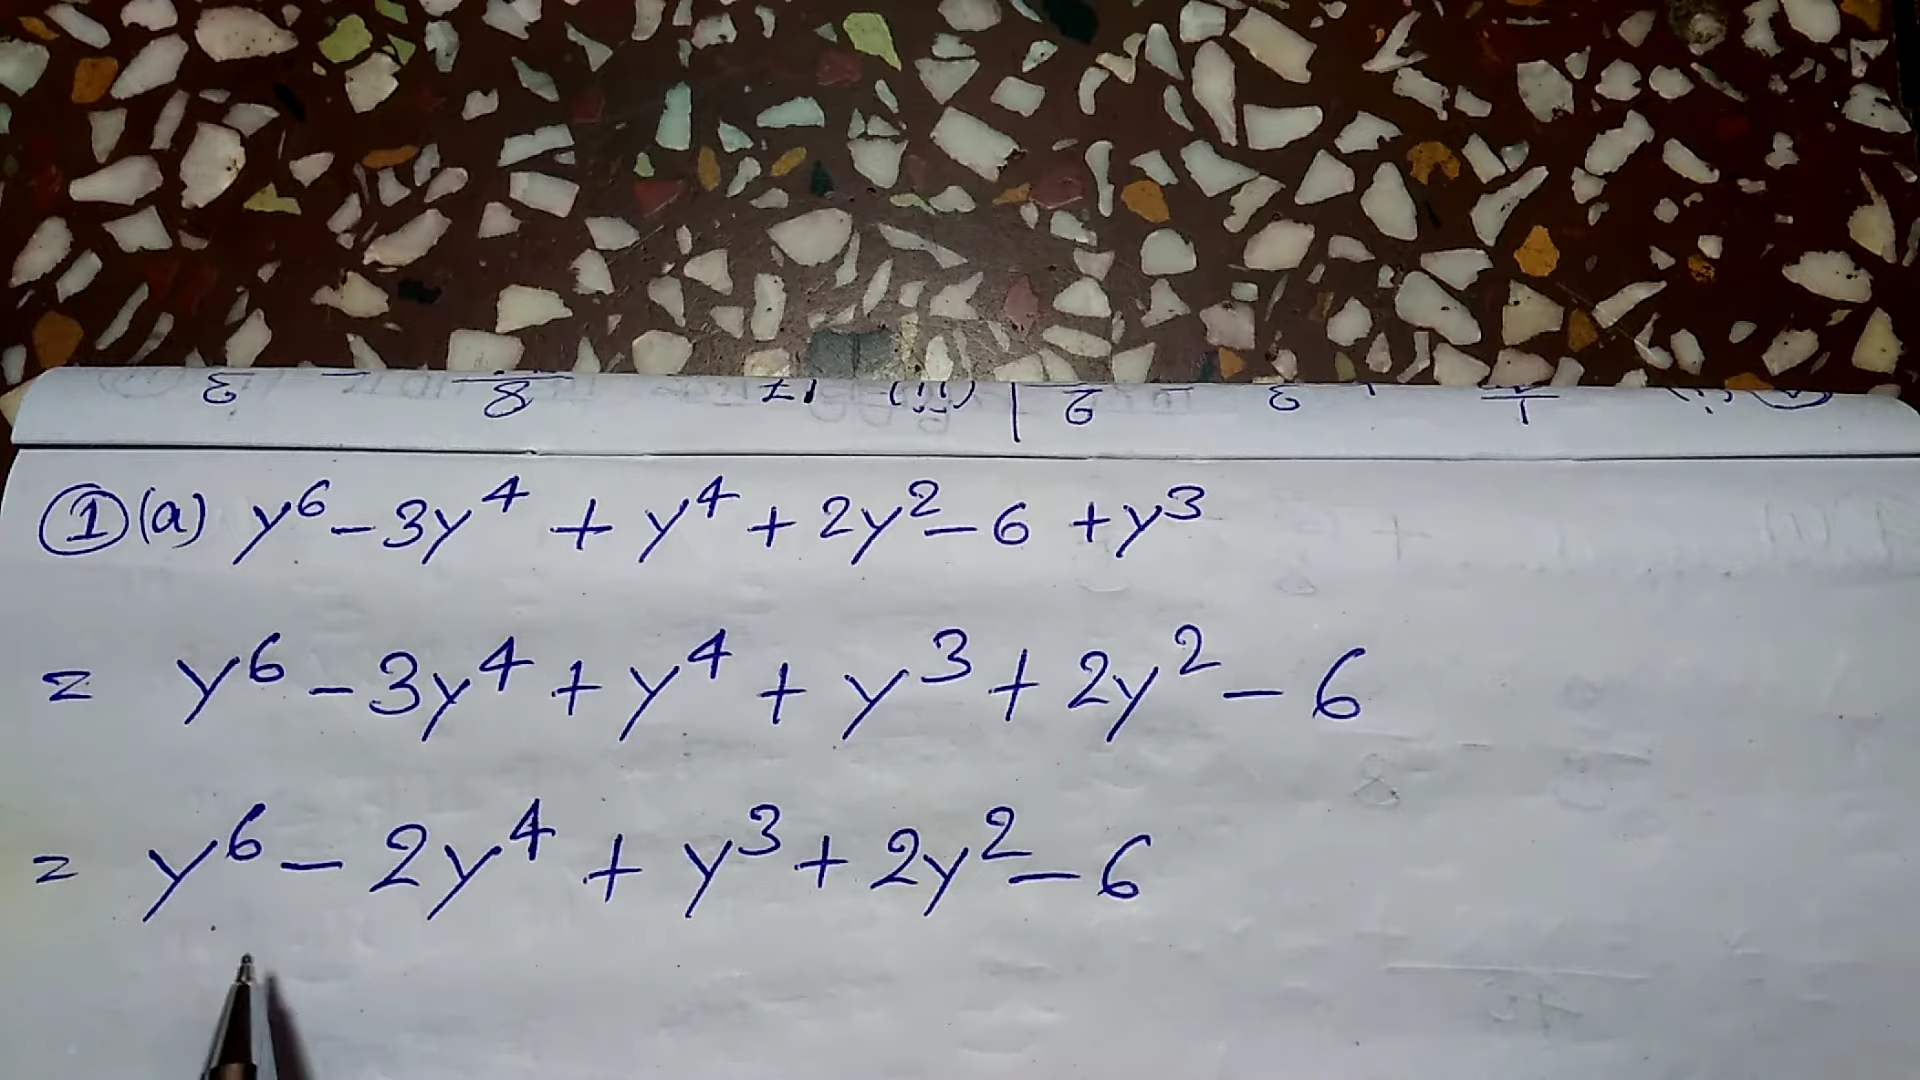 ① (a) y⁶ - 3y⁴ + y⁴ + 2y² - 6 + y³
= y⁶ - 3y⁴ + y⁴ + y³ + 2y² - 6
= y⁶ - 2y⁴ + y³ + 2y² - 6